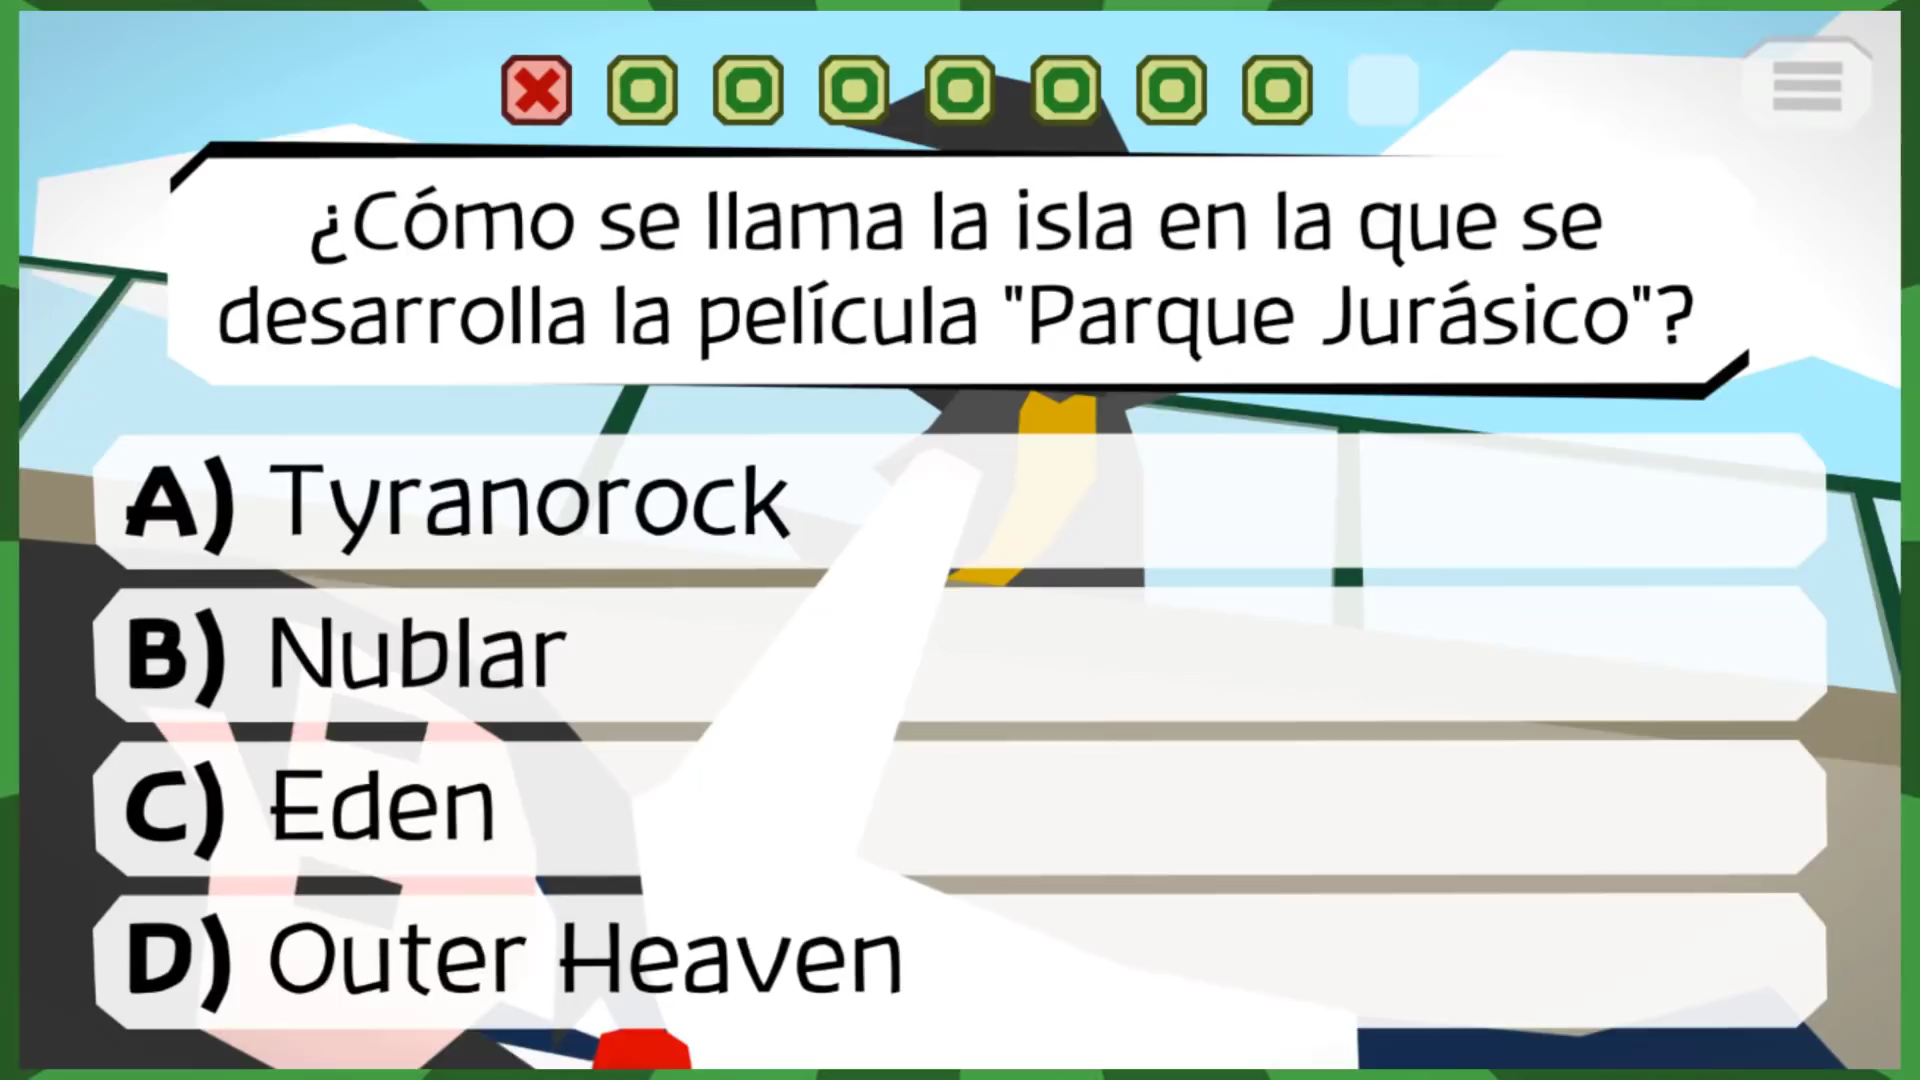 ¿Cómo se llama la isla en la que se
desarrolla la película "Parque Jurásico"?
A) Tyranorock
B) Nublar
C) Eden
D) Outer Heaven